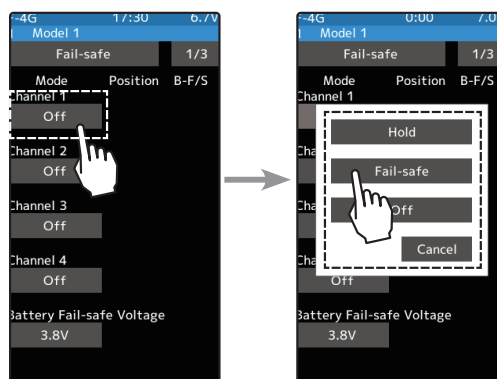 -4G 17:30 6.7V
Model 1
Fail-safe 1/3
Mode Position B-F/S
Channel 1
Off
Channel 2
Off
Channel 3
Off
Channel 4
Off
Battery Fail-safe Voltage
3.8V
-4G 0:00 7.0
Model 1
Fail-safe 1/3
Mode Position B-F/S
Channel 1
Hold
Cha
Fail-safe
Cha
Off
Cha
Cancel
Off
Battery Fail-safe Voltage
3.8V